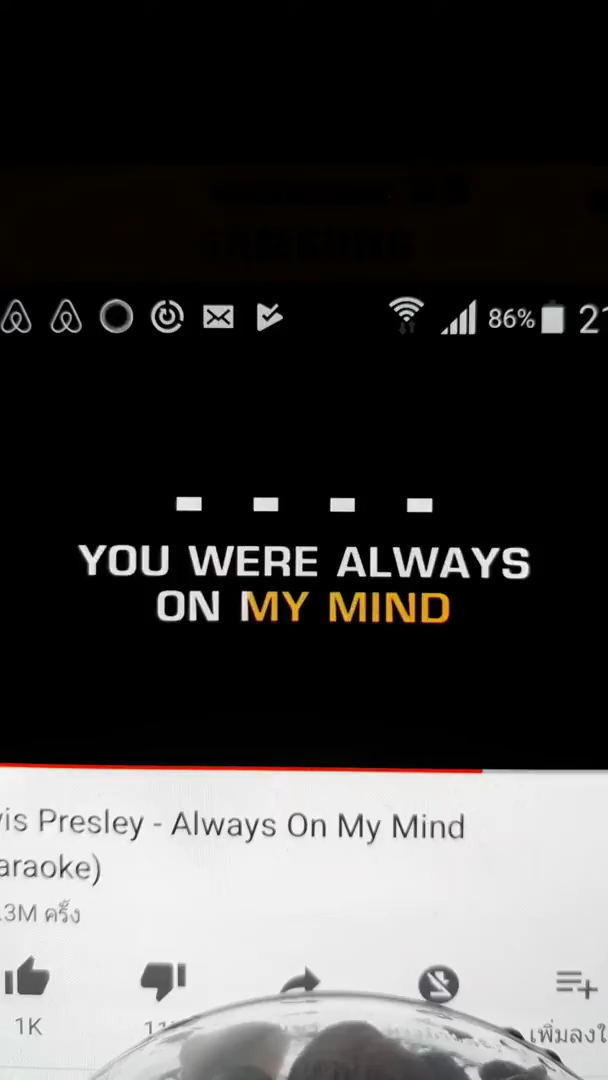 86%
YOU WERE ALWAYS
ON MY MIND
vis Presley - Always On My Mind
araoke)
.3M ครั้ง
1K
เพิ่มลงใ